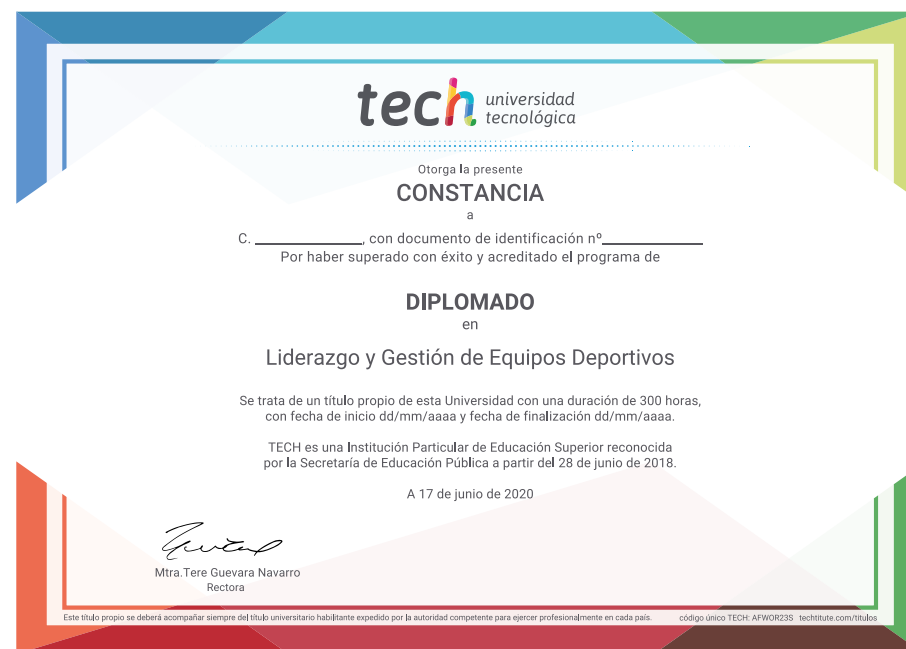 tech universidad
tecnológica
Otorga la presente
CONSTANCIA
a
C. ____________, con documento de identificación nº____________
Por haber superado con éxito y acreditado el programa de
DIPLOMADO
en
Liderazgo y Gestión de Equipos Deportivos
Se trata de un título propio de esta Universidad con una duración de 300 horas,
con fecha de inicio dd/mm/aaaa y fecha de finalización dd/mm/aaaa.
TECH es una Institución Particular de Educación Superior reconocida
por la Secretaría de Educación Pública a partir del 28 de junio de 2018.
A 17 de junio de 2020
Mtra.Tere Guevara Navarro
Rectora
Este título propio se deberá acompañar siempre del título universitario habilitante expedido por la autoridad competente para ejercer profesionalmente en cada país. código único TECH: AFWOR23S techtitute.com/titulos